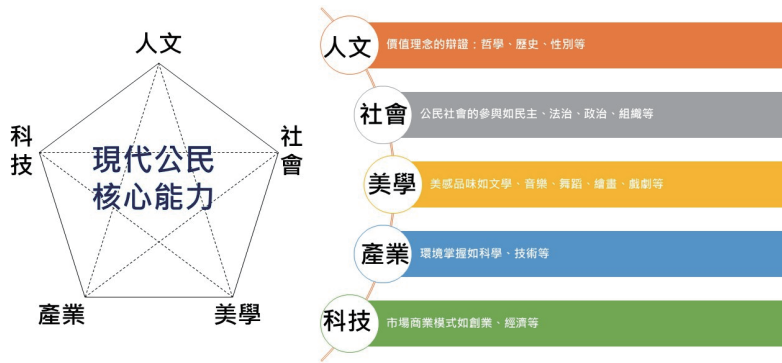 人文
科技
社會
現代公民
核心能力
產業
美學
人文
價值理念的辯證：哲學、歷史、性別等
社會
公民社會的參與如民主、法治、政治、組織等
美學
美感品味如文學、音樂、舞蹈、繪畫、戲劇等
產業
環境掌握如科學、技術等
科技
市場商業模式如創業、經濟等